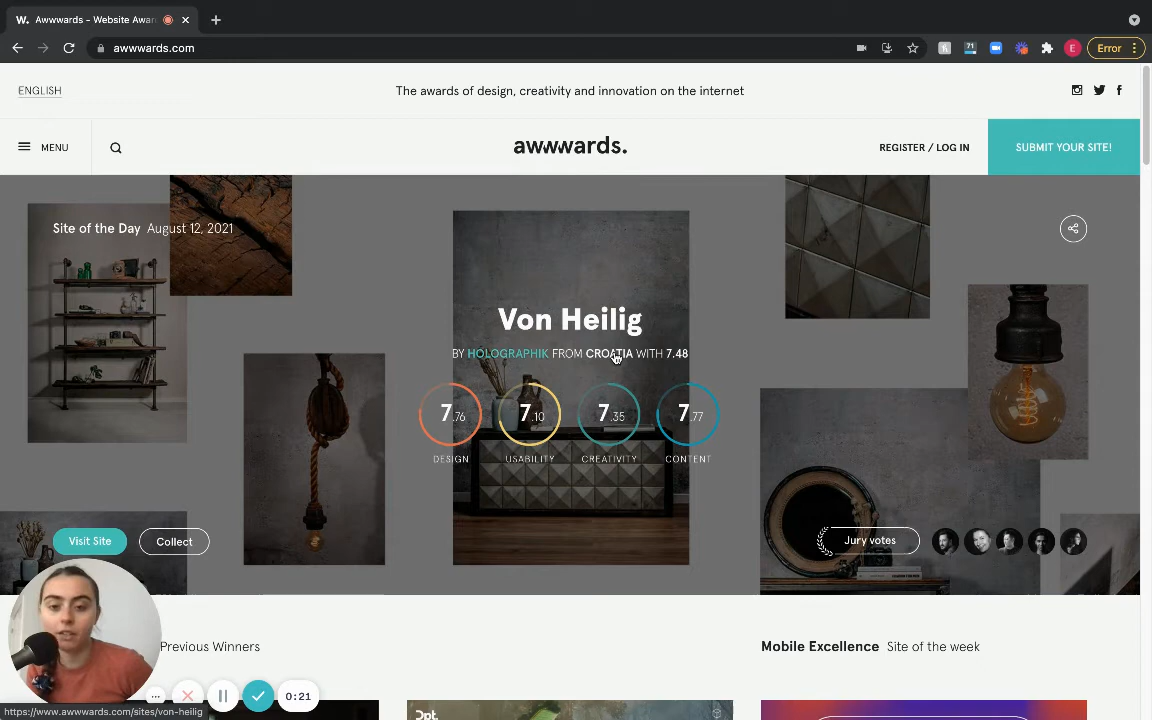 W. Awwwards - Website Awar
awwwards.com
71
E
Error
ENGLISH
The awards of design, creativity and innovation on the internet
MENU
awwwards.
REGISTER / LOG IN
SUBMIT YOUR SITE!
Site of the Day August 12, 2021
Von Heilig
BY HOLOGRAPHIK FROM CROATIA WITH 7.48
7.76
7.10
7.35
7.77
DESIGN
USABILITY
CREATIVITY
CONTENT
Visit Site
Collect
Jury votes
Previous Winners
Mobile Excellence Site of the week
0:21
https://www.awwwards.com/sites/von-heilig
Dpt.